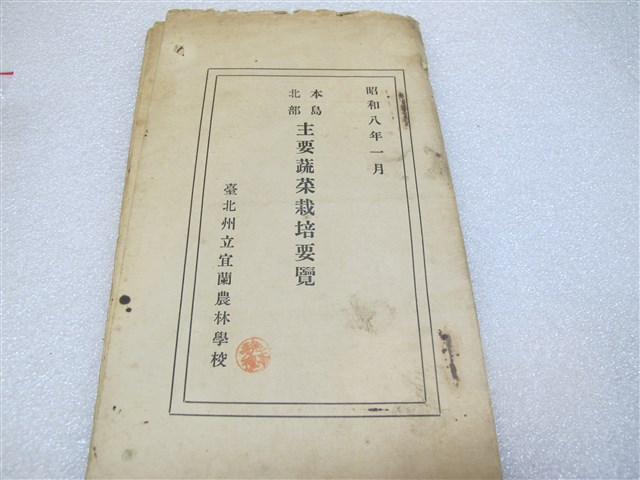 昭和八年一月
本島
北部
主要蔬菜栽培要覽
臺北州立宜蘭農林學校